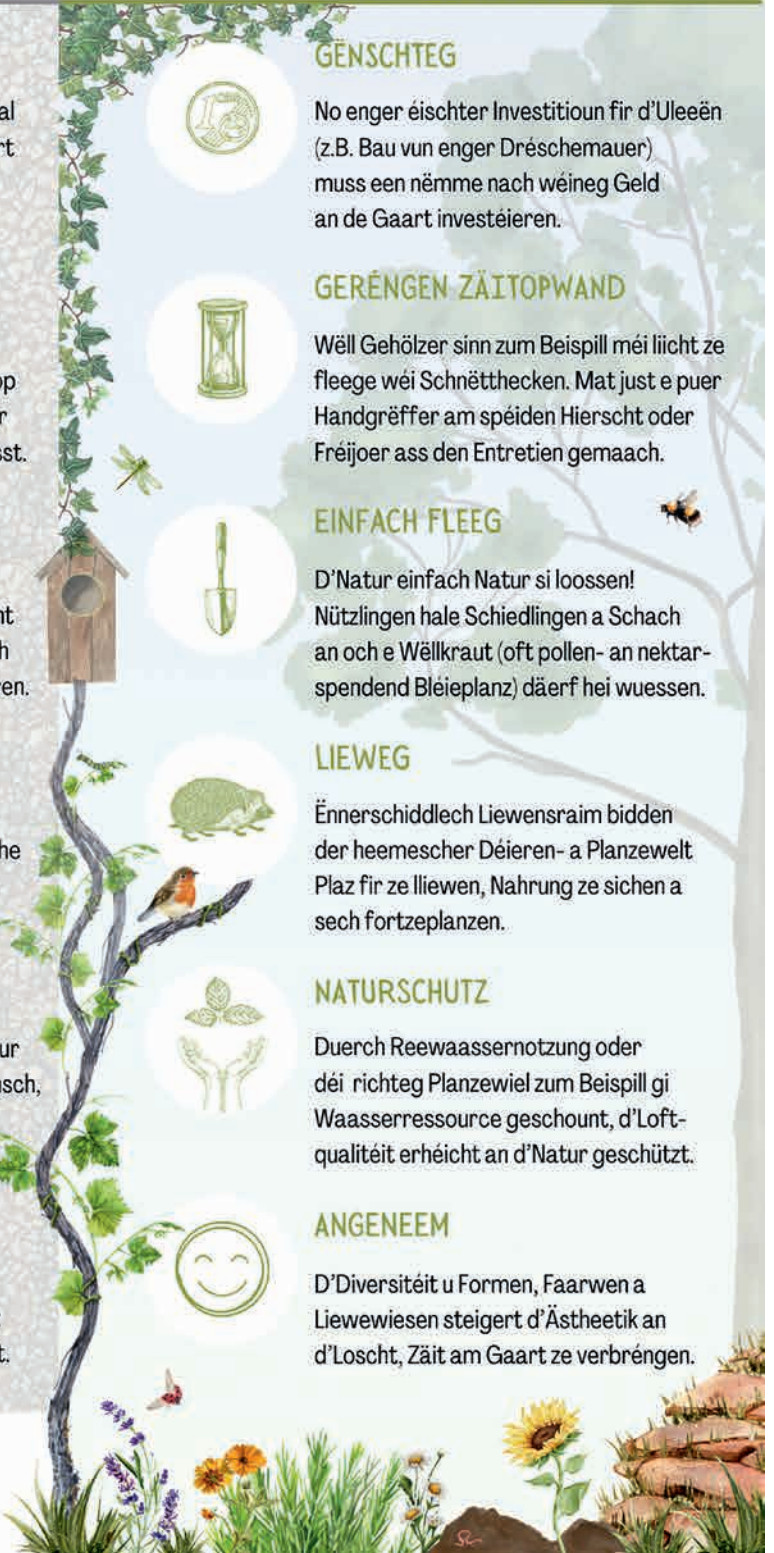 GËNSCHTEG
No enger éischter Investitioun fir d'Uleeën
(z.B. Bau vun enger Dréschemauer)
muss een nëmme nach wéineg Geld
an de Gaart investéieren.
GERÉNGEN ZÄITOPWAND
Wëll Gehölzer sinn zum Beispill méi liicht ze
fleege wéi Schnëtthecken. Mat just e puer
Handgrëffer am spéiden Hierscht oder
Fréijoer ass den Entretien gemaach.
EINFACH FLEEG
D'Natur einfach Natur si loossen!
Nützlingen hale Schiedlingen a Schach
an och e Wëllkraut (oft pollen- an nektar-
spendend Bléieplanz) däerf hei wuessen.
LIEWEG
Ënnerschiddlech Liewensraim bidden
der heemescher Déieren- a Planzewelt
Plaz fir ze lliewen, Nahrung ze sichen a
sech fortzeplanzen.
NATURSCHUTZ
Duerch Reewaassernotzung oder
déi richteg Planzewiel zum Beispill gi
Waasserressource geschount, d'Loft-
qualitéit erhéicht an d'Natur geschützt.
ANGENEEM
D'Diversitéit u Formen, Faarwen a
Liewewiesen steigert d'Ästheetik an
d'Loscht, Zäit am Gaart ze verbréngen.